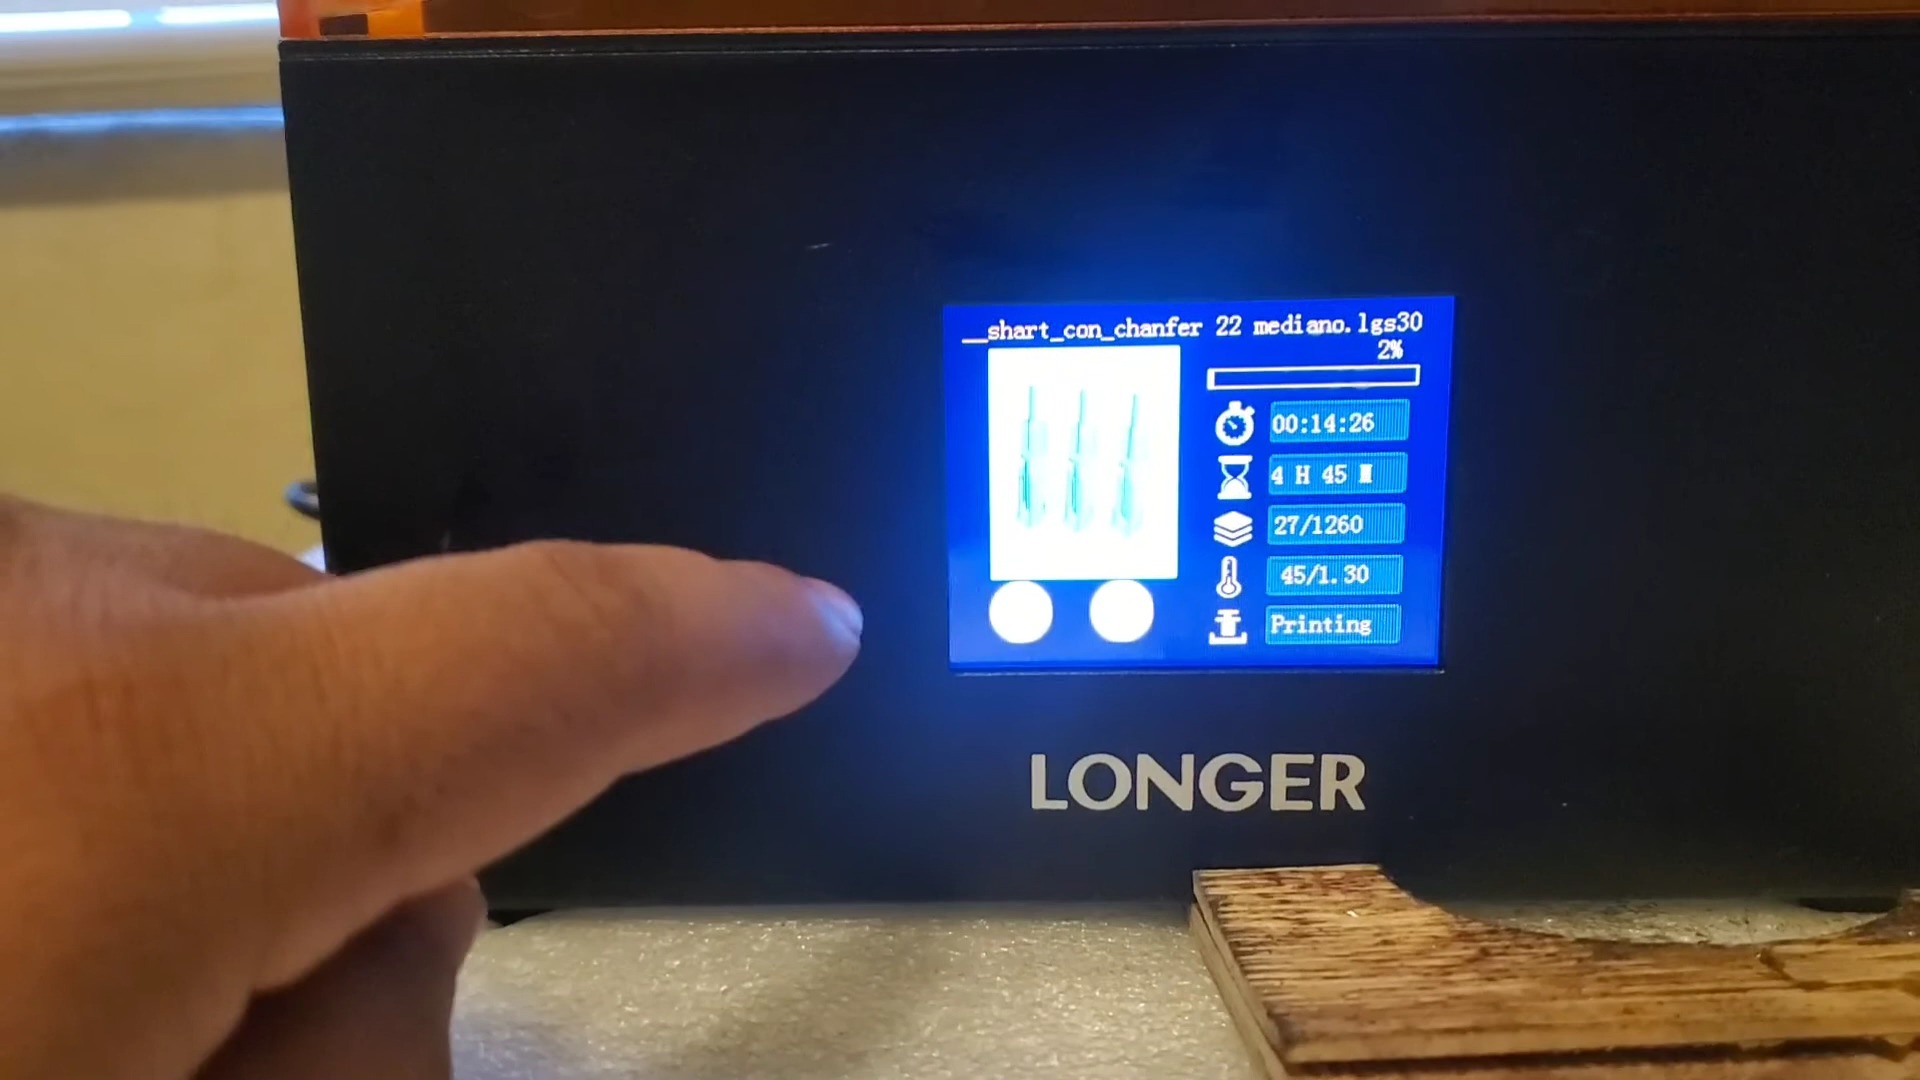 __shart_con_chanfer 22 mediano.lgs30
2%
00:14:26
4 H 45 M
27/1260
45/1.30
Printing
LONGER